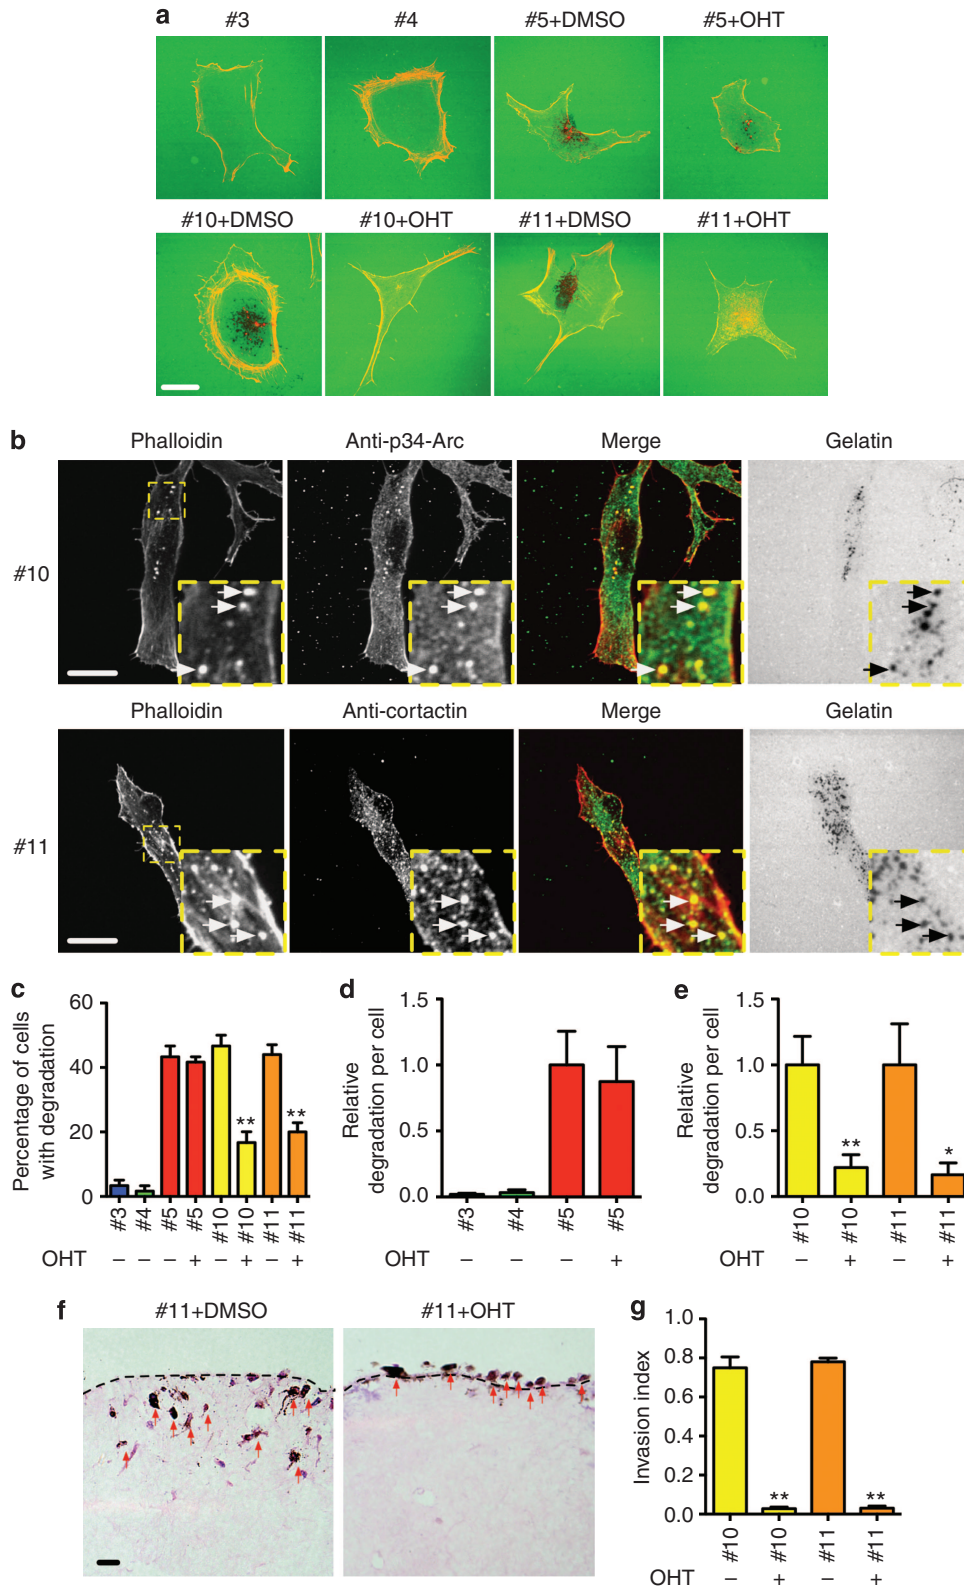 a
#3 #4 #5+DMSO #5+OHT
#10+DMSO #10+OHT #11+DMSO #11+OHT
b
Phalloidin Anti-p34-Arc Merge Gelatin
#10
Phalloidin Anti-cortactin Merge Gelatin
#11
c
Percentage of cells
with degradation
60
40
20
0
#3 #4 #5 #5 #10 #10 #11 #11
** **
OHT – – – + – + – +
d
Relative
degradation per cell
1.5
1.0
0.5
0.0
#3 #4 #5 #5
– – – +
e
Relative
degradation per cell
1.5
1.0
0.5
0.0
** *
#10 #10 #11 #11
OHT – + – +
f
#11+DMSO #11+OHT
g
Invasion index
1.0
0.8
0.6
0.4
0.2
0.0
** **
#10 #10 #11 #11
OHT – + – +